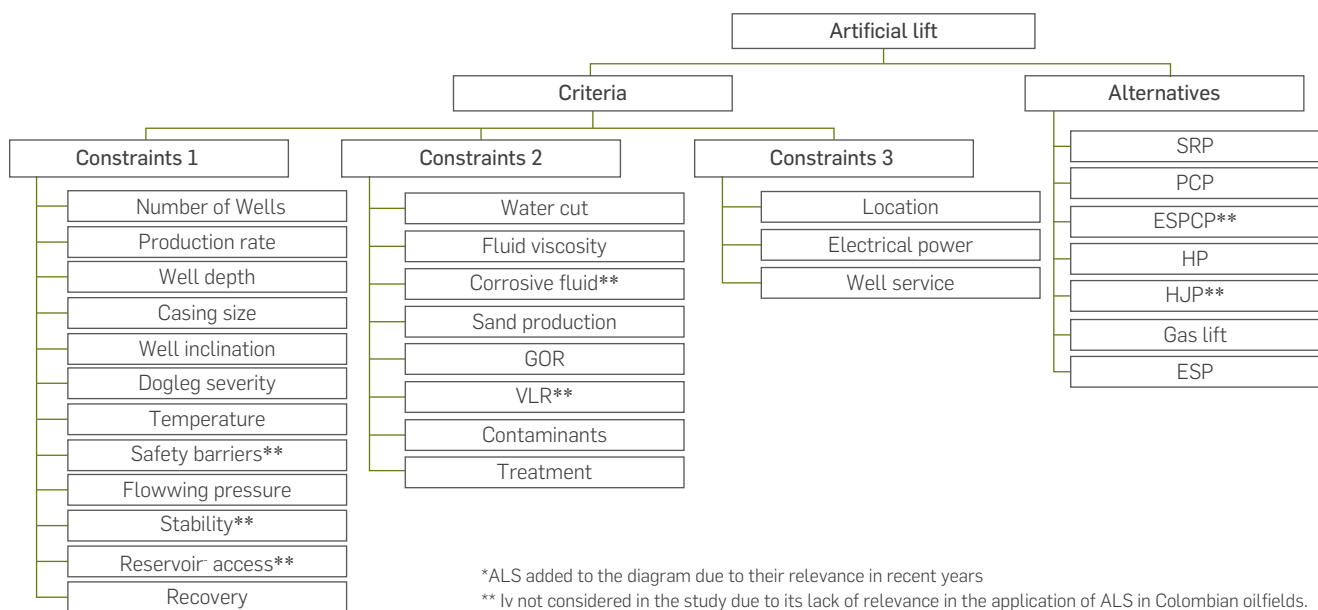 Artificial lift
Criteria
Alternatives
Constraints 1
Constraints 2
Constraints 3
Number of Wells
Production rate
Well depth
Casing size
Well inclination
Dogleg severity
Temperature
Safety barriers**
Flowwing pressure
Stability**
Reservoir- access**
Recovery
Water cut
Fluid viscosity
Corrosive fluid**
Sand production
GOR
VLR**
Contaminants
Treatment
Location
Electrical power
Well service
SRP
PCP
ESPCP**
HP
HJP**
Gas lift
ESP
*ALS added to the diagram due to their relevance in recent years
** Iv not considered in the study due to its lack of relevance in the application of ALS in Colombian oilfields.